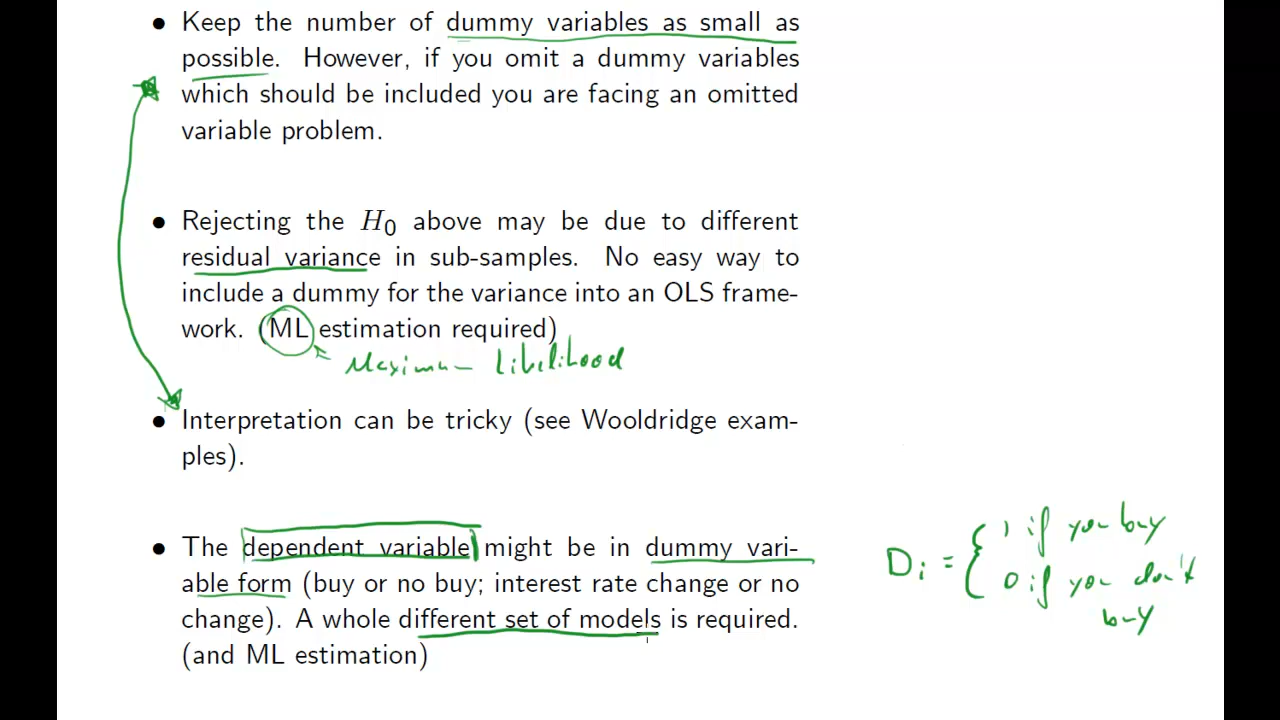 • Keep the number of dummy variables as small as
possible. However, if you omit a dummy variables
which should be included you are facing an omitted
variable problem.
• Rejecting the H₀ above may be due to different
residual variance in sub-samples. No easy way to
include a dummy for the variance into an OLS frame-
work. (ML estimation required)
Maximum Likelihood
• Interpretation can be tricky (see Wooldridge exam-
ples).
• The dependent variable might be in dummy vari-
able form (buy or no buy; interest rate change or no
change). A whole different set of models is required.
(and ML estimation)
Dᵢ = { 1 if you buy
0 if you don't
buy